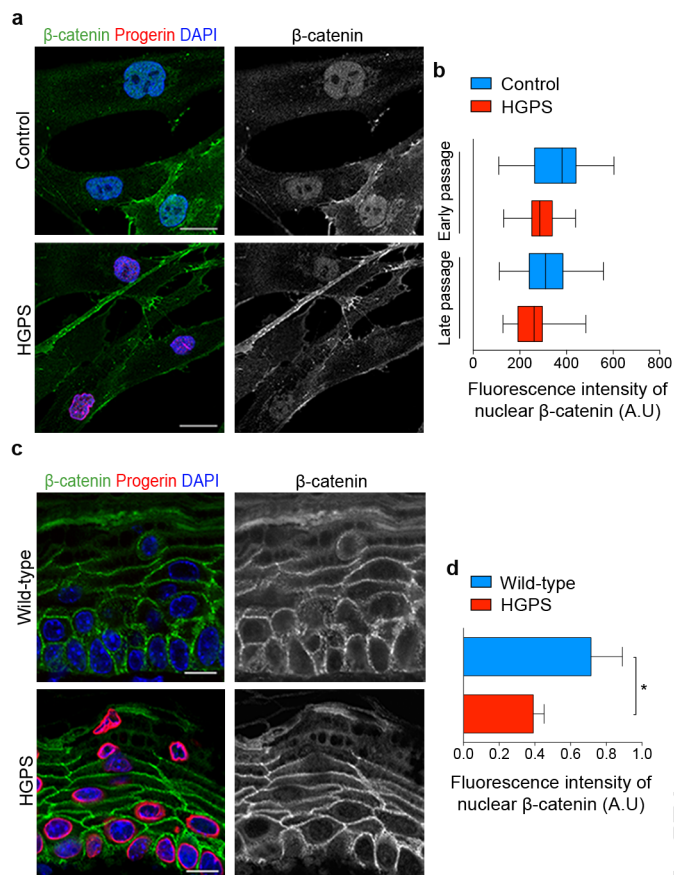 a
β-catenin Progerin DAPI
β-catenin
Control
HGPS
b
Control
HGPS
Early passage
Late passage
0 200 400 600 800
Fluorescence intensity of
nuclear β-catenin (A.U)
c
β-catenin Progerin DAPI
β-catenin
Wild-type
HGPS
d
Wild-type
HGPS
*
0.0 0.2 0.4 0.6 0.8 1.0
Fluorescence intensity of
nuclear β-catenin (A.U)